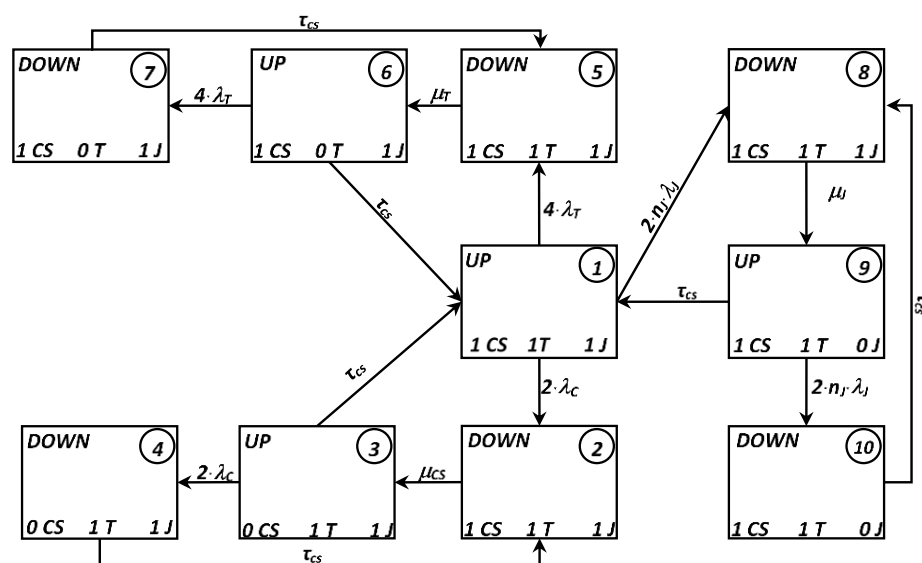 τCS
DOWN 7
1 CS 0 T 1 J
4·λT
UP 6
1 CS 0 T 1 J
μT
DOWN 5
1 CS 1 T 1 J
DOWN 8
1 CS 1 T 1 J
τCS
4·λT
2·nJ·λJ
μJ
UP 1
1 CS 1T 1 J
τCS
UP 9
1 CS 1 T 0 J
τCS
2·λC
2·nJ·λJ
DOWN 4
0 CS 1 T 1 J
2·λC
UP 3
0 CS 1 T 1 J
μCS
DOWN 2
1 CS 1 T 1 J
DOWN 10
1 CS 1 T 0 J
τCS